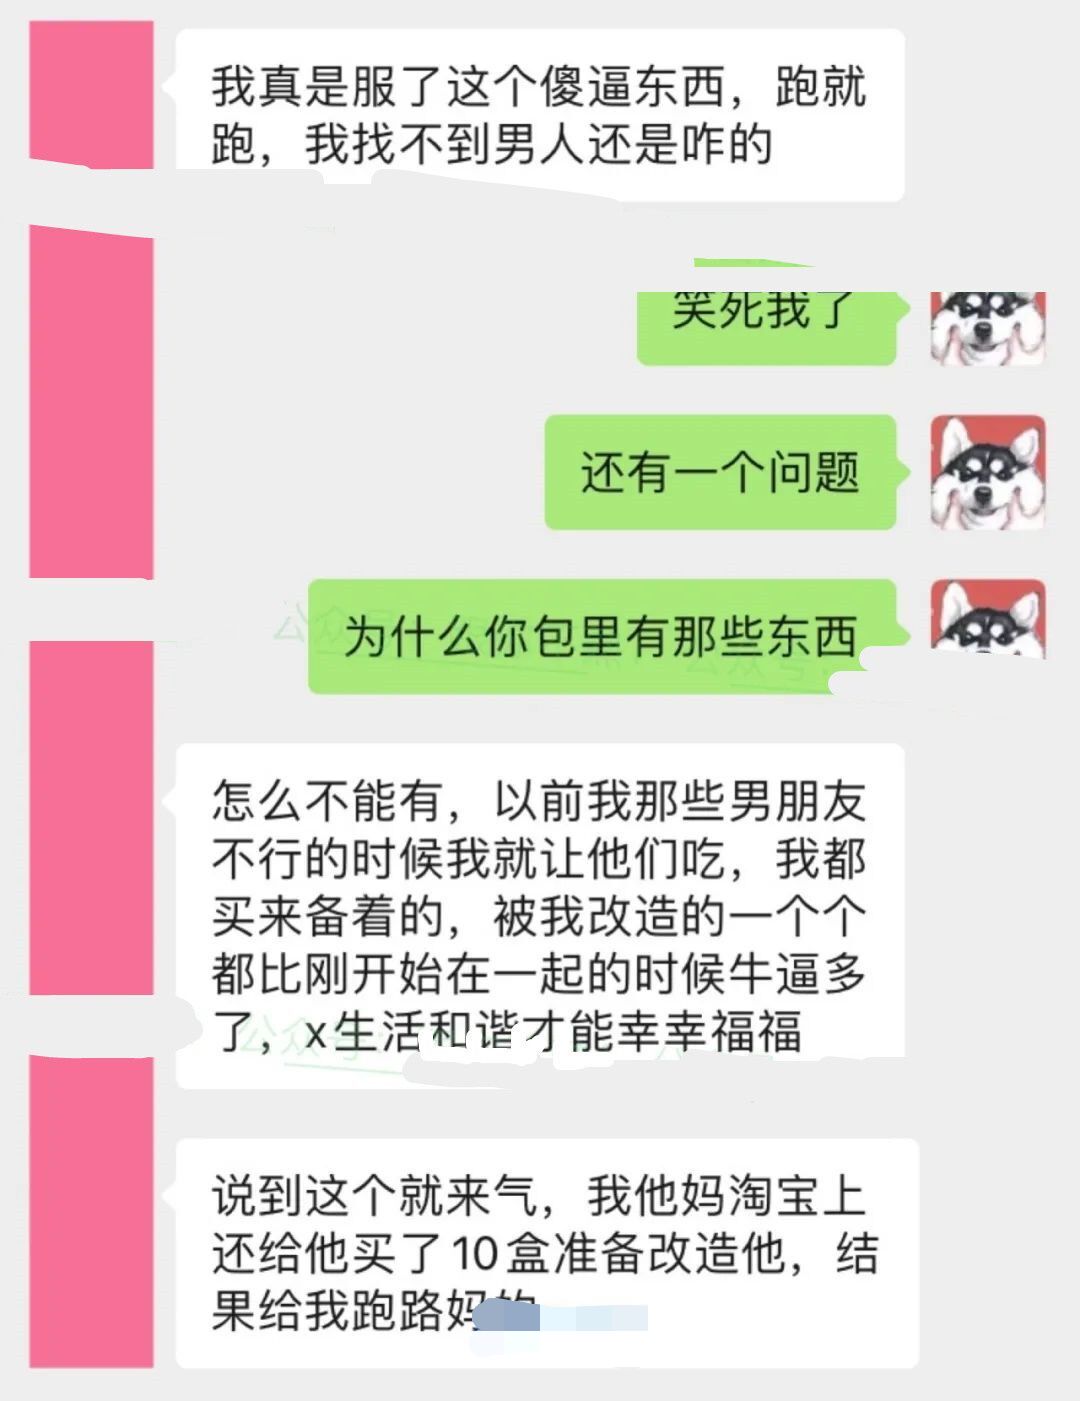 我真是服了这个傻逼东西，跑就
跑，我找不到男人还是咋的
笑死我了
还有一个问题
为什么你包里有那些东西
怎么不能有，以前我那些男朋友
不行的时候我就让他们吃，我都
买来备着的，被我改造的一个个
都比刚开始在一起的时候牛逼多
了，x生活和谐才能幸幸福福
公众号：
说到这个就来气，我他妈淘宝上
还给他买了10盒准备改造他，结
果给我跑路妈的